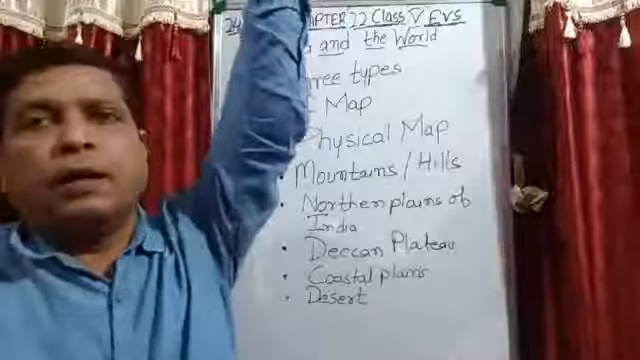 24 CHAPTER 22 Class V EVS
and the World
Three types
Map
Physical Map
• Mountains / Hills
• Northern plains of
India
• Deccan Plateau
• Coastal plains
• Desert